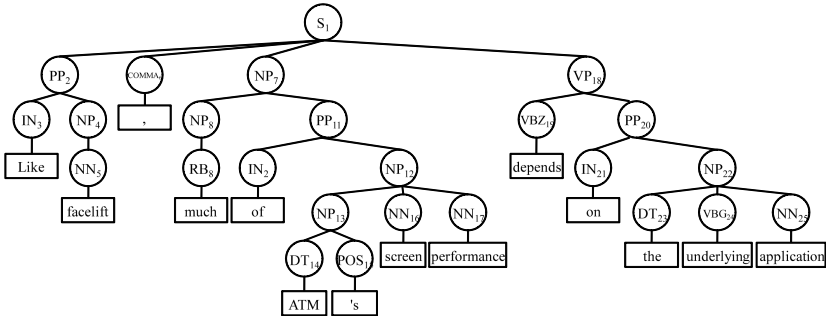 S1
PP2 COMMA6 NP7 VP18
IN3 NP4 , NP8 PP11 VBZ19 PP20
Like NN5 RB8 IN2 NP12 depends IN21 NP22
facelift much of NP13 NN16 NN17 on DT23 VBG24 NN25
DT14 POS15 screen performance the underlying application
ATM 's